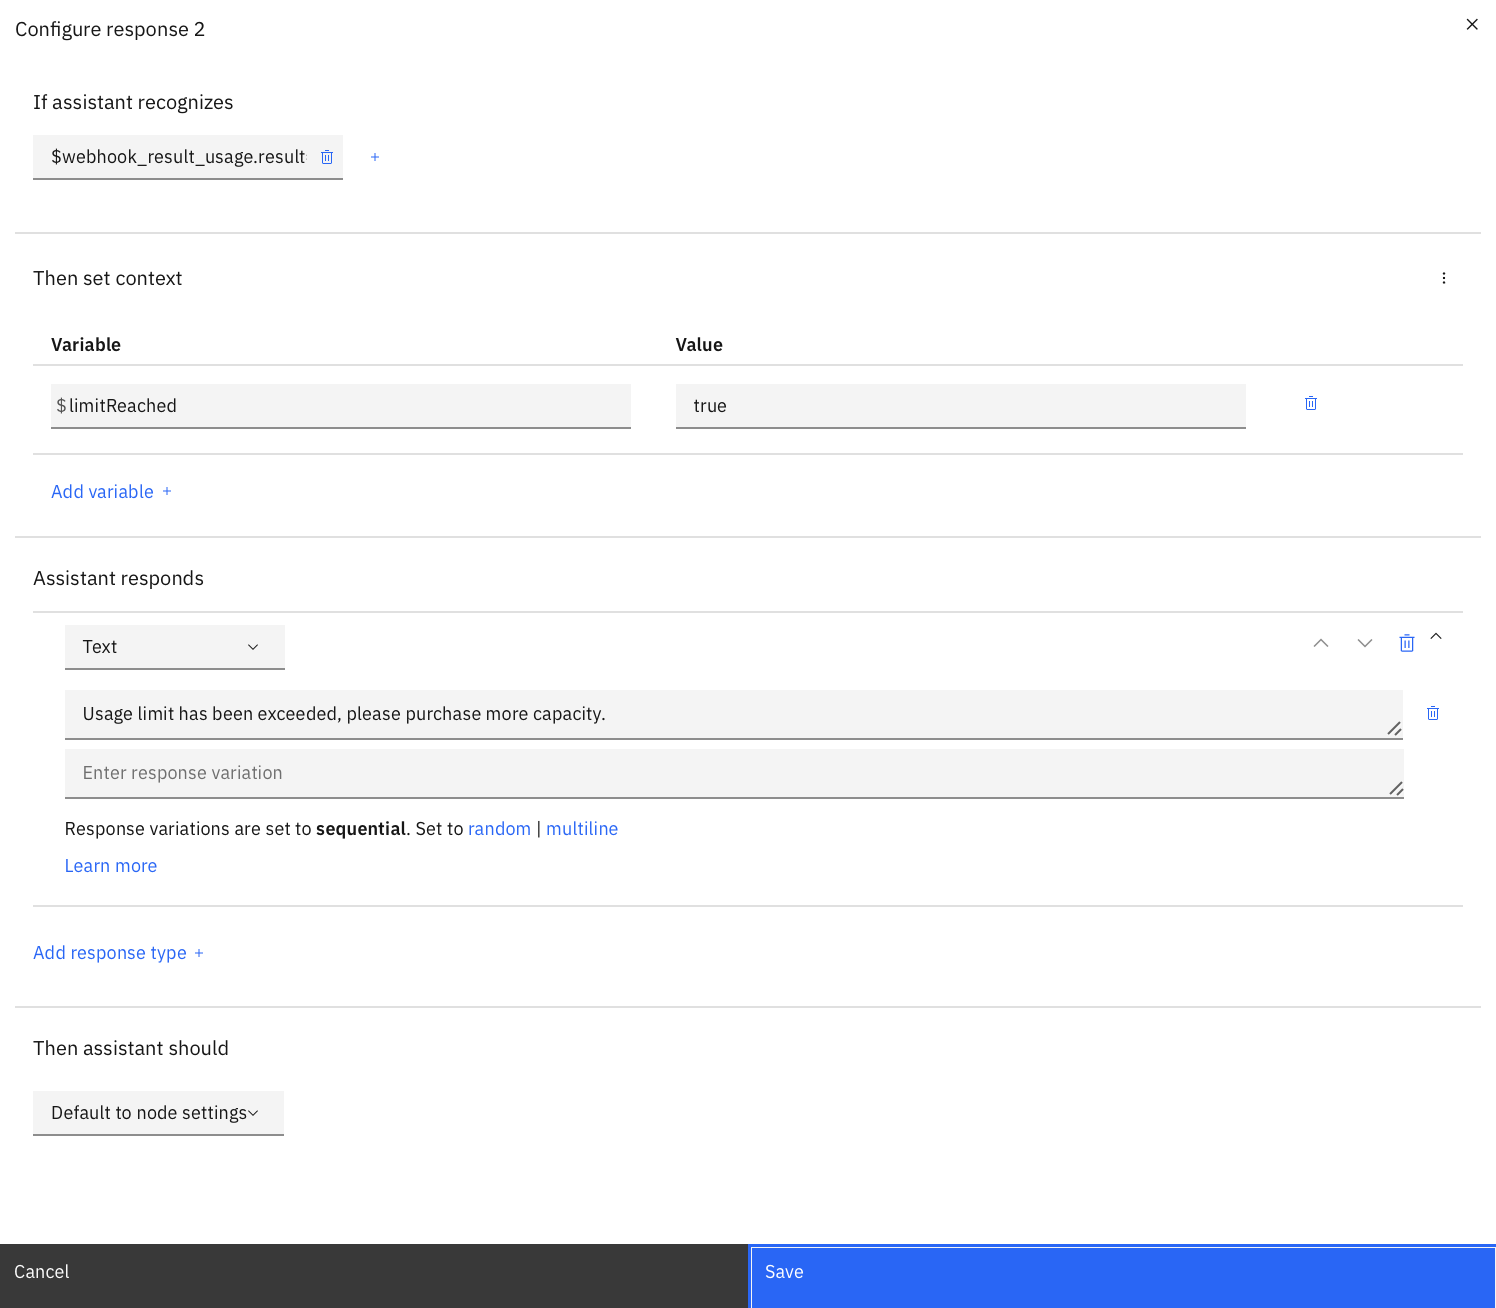 Configure response 2
If assistant recognizes
$webhook_result_usage.result
Then set context
Variable Value
$limitReached true
Add variable +
Assistant responds
Text
Usage limit has been exceeded, please purchase more capacity.
Enter response variation
Response variations are set to sequential. Set to random | multiline
Learn more
Add response type +
Then assistant should
Default to node settings
Cancel Save